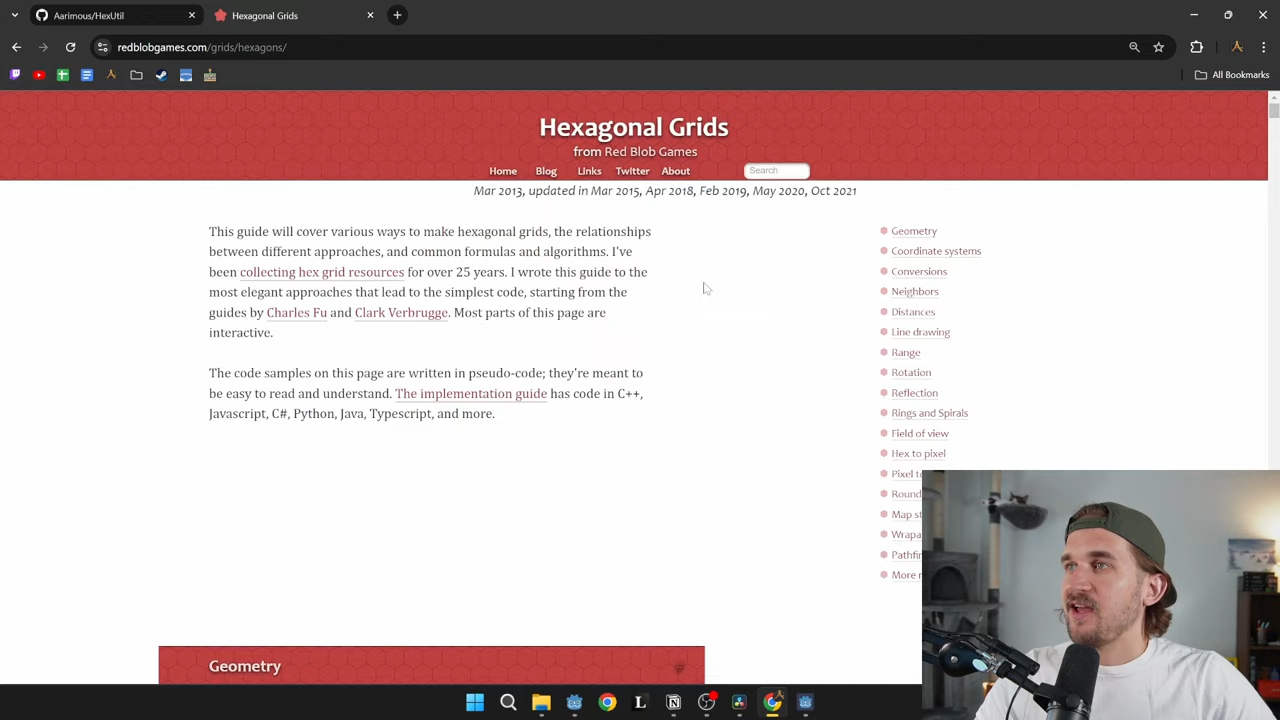 Aarimous/HexUtil
Hexagonal Grids
redblobgames.com/grids/hexagons/
All Bookmarks
Hexagonal Grids
from Red Blob Games
Home Blog Links Twitter About Search
Mar 2013, updated in Mar 2015, Apr 2018, Feb 2019, May 2020, Oct 2021
This guide will cover various ways to make hexagonal grids, the relationships
between different approaches, and common formulas and algorithms. I've
been collecting hex grid resources for over 25 years. I wrote this guide to the
most elegant approaches that lead to the simplest code, starting from the
guides by Charles Fu and Clark Verbrugge. Most parts of this page are
interactive.
The code samples on this page are written in pseudo-code; they're meant to
be easy to read and understand. The implementation guide has code in C++,
Javascript, C#, Python, Java, Typescript, and more.
Geometry
Coordinate systems
Conversions
Neighbors
Distances
Line drawing
Range
Rotation
Reflection
Rings and Spirals
Field of view
Hex to pixel
Pixel
Round
Map
Wrap
Pathfi
More
Geometry